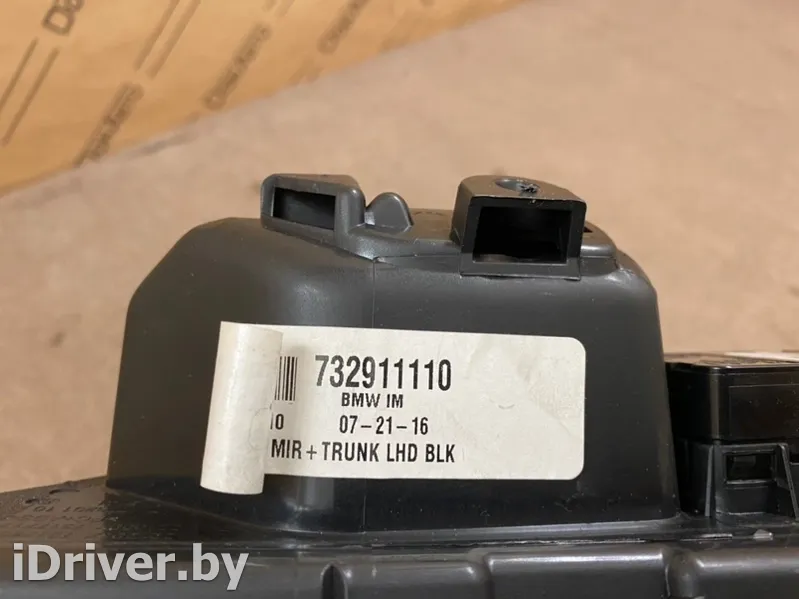 732911110
BMW IM
07-21-16
MIR + TRUNK LHD BLK
iDriver.by